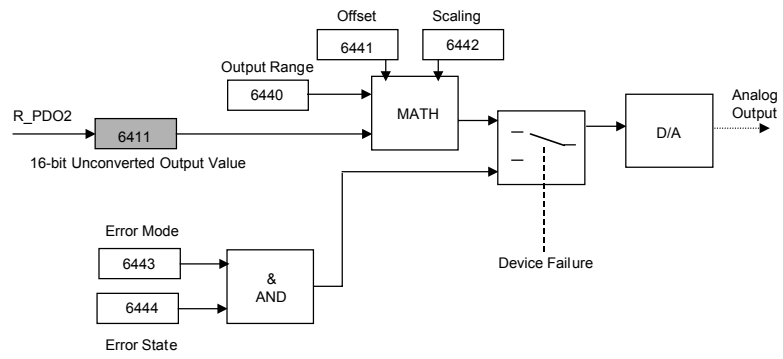 Offset
Scaling
6441
6442
Output Range
6440
MATH
R_PDO2
6411
16-bit Unconverted Output Value
D/A
Analog
Output
Error Mode
6443
&
AND
6444
Error State
Device Failure